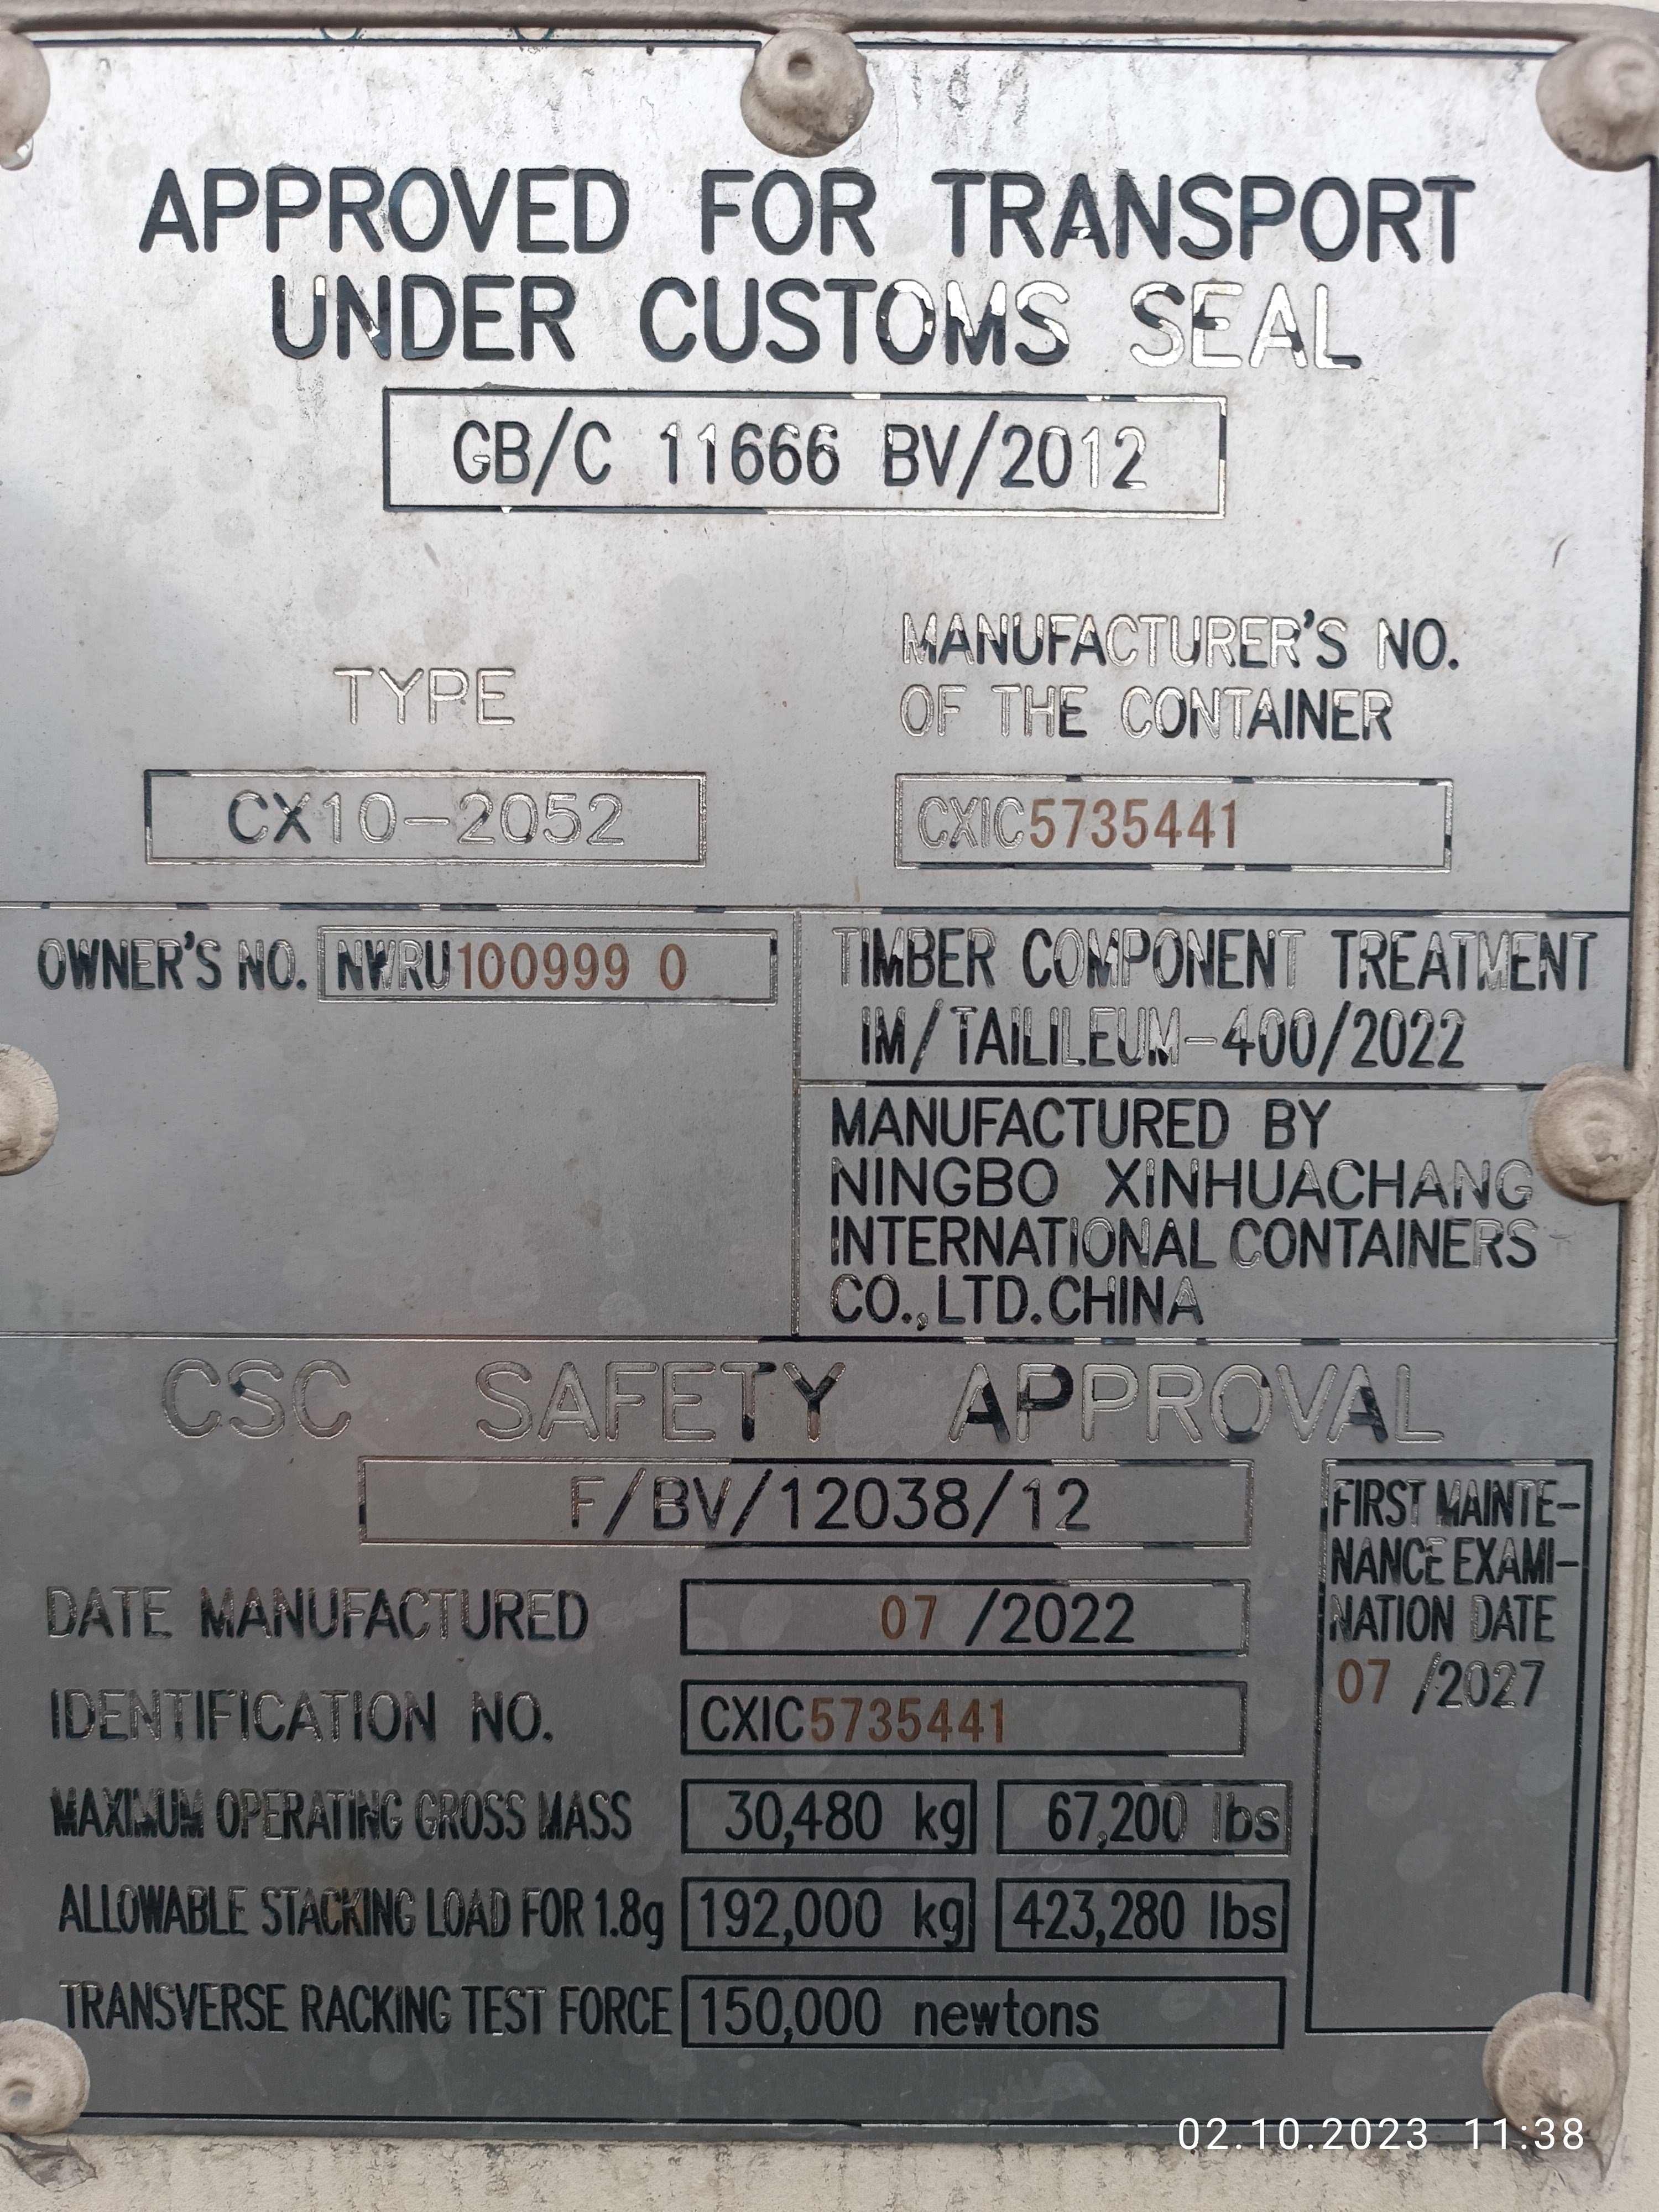 APPROVED FOR TRANSPORT
UNDER CUSTOMS SEAL
GB/C 11666 BV/2012
TYPE
CX10-2052
MANUFACTURER'S NO.
OF THE CONTAINER
CXIC5735441
OWNER'S NO. NWRU100999 0
TIMBER COMPONENT TREATMENT
IM/TAILILEUM-400/2022
MANUFACTURED BY
NINGBO XINHUACHANG
INTERNATIONAL CONTAINERS
CO.,LTD.CHINA
CSC SAFETY APPROVAL
F/BV/12038/12
DATE MANUFACTURED 07 /2022
IDENTIFICATION NO. CXIC5735441
MAXIMUM OPERATING GROSS MASS 30,480 kg 67,200 lbs
ALLOWABLE STACKING LOAD FOR 1.8g 192,000 kg 423,280 lbs
TRANSVERSE RACKING TEST FORCE 150,000 newtons
FIRST MAINTE-
NANCE EXAMI-
NATION DATE
07 /2027
02.10.2023 11:38